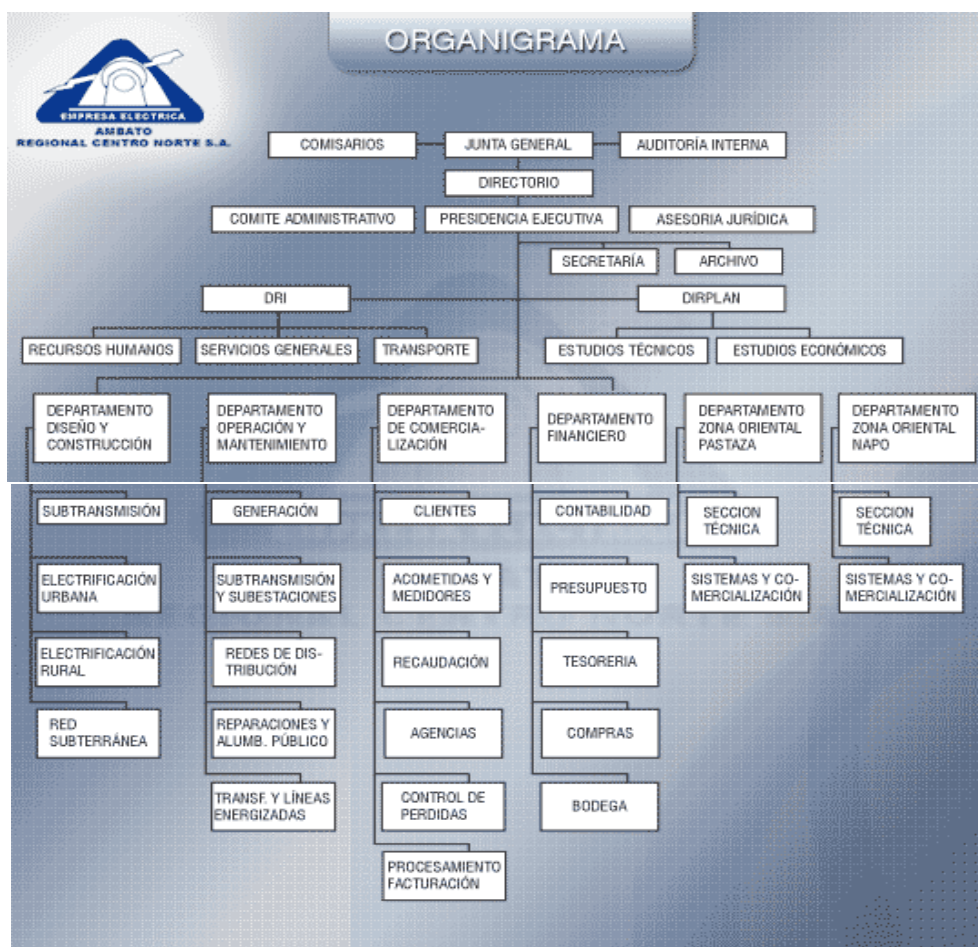 ORGANIGRAMA
EMPRESA ELECTRICA
AMBATO
REGIONAL CENTRO NORTE S.A.
COMISARIOS
JUNTA GENERAL
AUDITORÍA INTERNA
DIRECTORIO
COMITE ADMINISTRATIVO
PRESIDENCIA EJECUTIVA
ASESORIA JURÍDICA
SECRETARÍA
ARCHIVO
DRI
DIRPLAN
RECURSOS HUMANOS
SERVICIOS GENERALES
TRANSPORTE
ESTUDIOS TÉCNICOS
ESTUDIOS ECONÓMICOS
DEPARTAMENTO
DISEÑO Y
CONSTRUCCIÓN
DEPARTAMENTO
OPERACIÓN Y
MANTENIMIENTO
DEPARTAMENTO
DE COMERCIA-
LIZACIÓN
DEPARTAMENTO
FINANCIERO
DEPARTAMENTO
ZONA ORIENTAL
PASTAZA
DEPARTAMENTO
ZONA ORIENTAL
NAPO
SUBTRANSMISIÓN
GENERACIÓN
CLIENTES
CONTABILIDAD
SECCION
TÉCNICA
SECCION
TÉCNICA
ELECTRIFICACIÓN
URBANA
SUBTRANSMISIÓN
Y SUBESTACIONES
ACOMETIDAS Y
MEDIDORES
PRESUPUESTO
SISTEMAS Y CO-
MERCIALIZACIÓN
SISTEMAS Y CO-
MERCIALIZACIÓN
ELECTRIFICACIÓN
RURAL
REDES DE DIS-
TRIBUCIÓN
RECAUDACIÓN
TESORERIA
RED
SUBTERRÁNEA
REPARACIONES Y
ALUMB. PÚBLICO
AGENCIAS
COMPRAS
TRANSF. Y LÍNEAS
ENERGIZADAS
CONTROL DE
PERDIDAS
BODEGA
PROCESAMIENTO
FACTURACIÓN